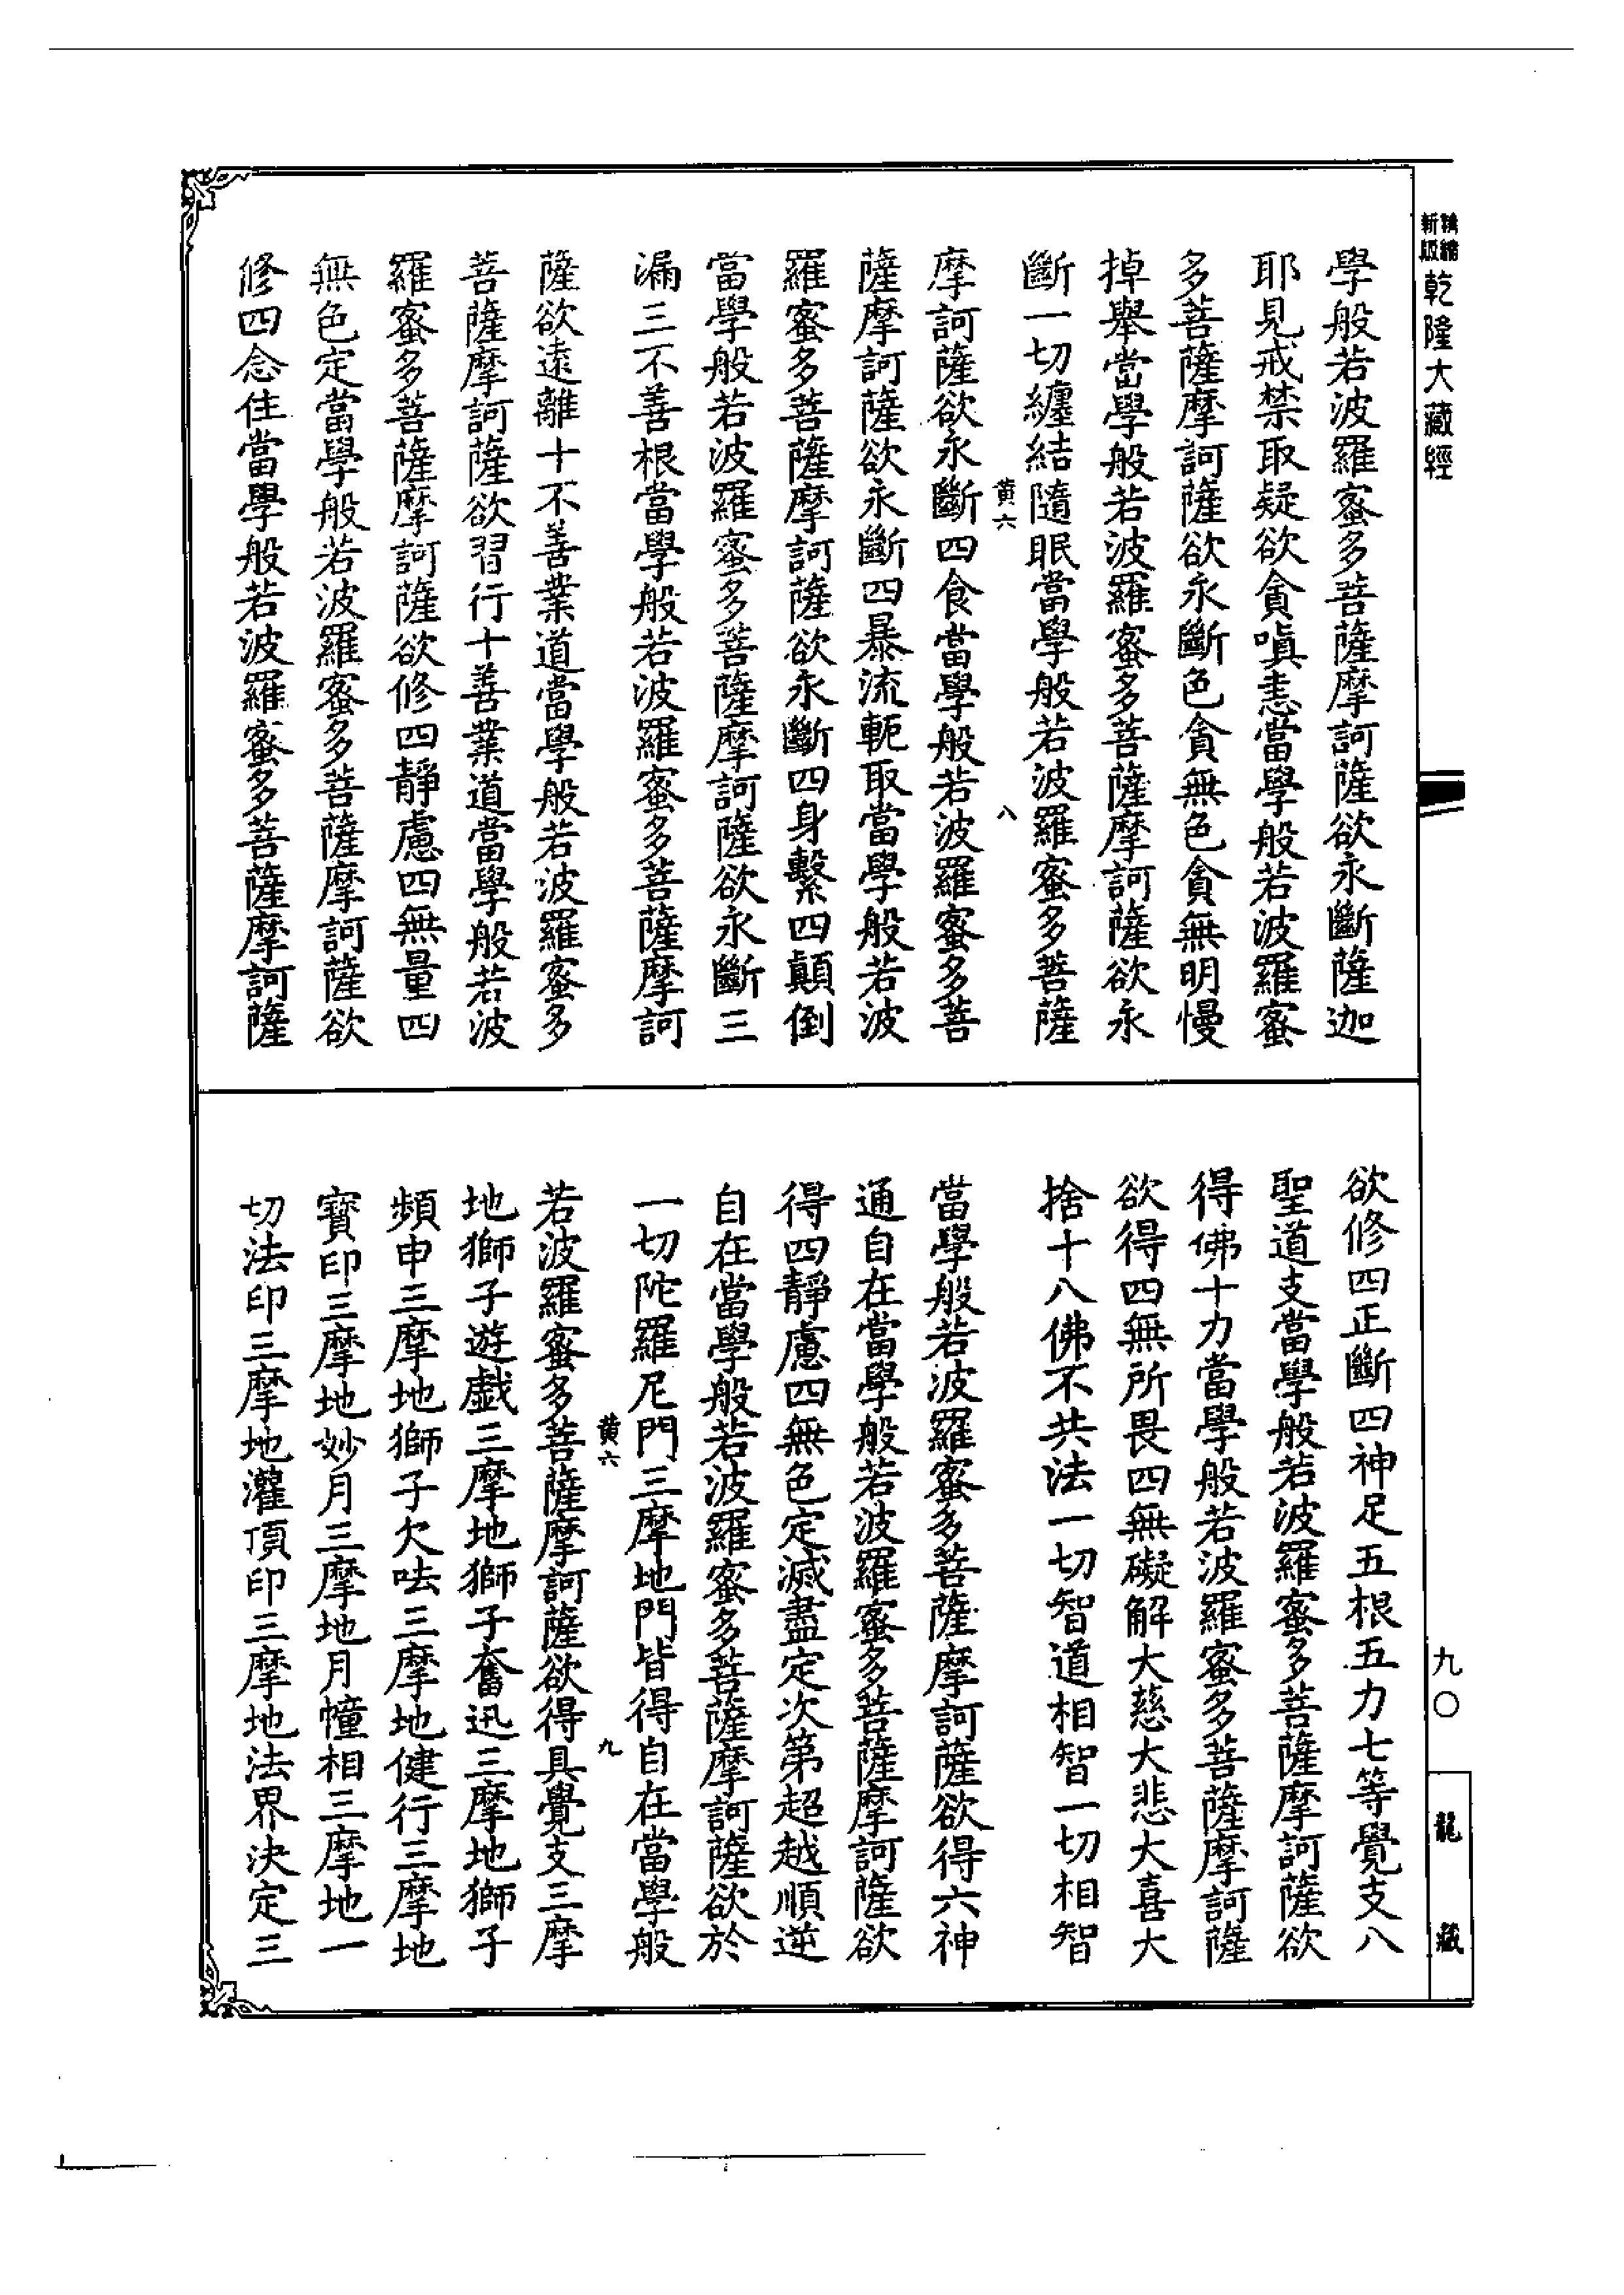 精縮
新版
乾隆大藏經
學般若波羅蜜多菩薩摩訶薩欲永斷薩迦
耶見戒禁取疑欲貪嗔恚當學般若波羅蜜
多菩薩摩訶薩欲永斷色貪無色貪無明慢
掉舉當學般若波羅蜜多菩薩摩訶薩欲永
斷一切纏結隨眠當學般若波羅蜜多菩薩
黃六
八
摩訶薩欲永斷四食當學般若波羅蜜多菩
薩摩訶薩欲永斷四暴流軛取當學般若波
羅蜜多菩薩摩訶薩欲永斷四身繫四顛倒
當學般若波羅蜜多菩薩摩訶薩欲永斷三
漏三不善根當學般若波羅蜜多菩薩摩訶
薩欲遠離十不善業道當學般若波羅蜜多
菩薩摩訶薩欲習行十善業道當學般若波
羅蜜多菩薩摩訶薩欲修四靜慮四無量四
無色定當學般若波羅蜜多菩薩摩訶薩欲
修四念住當學般若波羅蜜多菩薩摩訶薩
九〇
龍藏
欲修四正斷四神足五根五力七等覺支八
聖道支當學般若波羅蜜多菩薩摩訶薩欲
得佛十力當學般若波羅蜜多菩薩摩訶薩
欲得四無所畏四無礙解大慈大悲大喜大
捨十八佛不共法一切智道相智一切相智
當學般若波羅蜜多菩薩摩訶薩欲得六神
通自在當學般若波羅蜜多菩薩摩訶薩欲
得四靜慮四無色定滅盡定次第超越順逆
自在當學般若波羅蜜多菩薩摩訶薩欲於
一切陀羅尼門三摩地門皆得自在當學般
黃六
九
若波羅蜜多菩薩摩訶薩欲得具覺支三摩
地獅子遊戲三摩地獅子奮迅三摩地獅子
頻申三摩地獅子欠呿三摩地健行三摩地
寶印三摩地妙月三摩地月幢相三摩地一
切法印三摩地灌頂印三摩地法界決定三